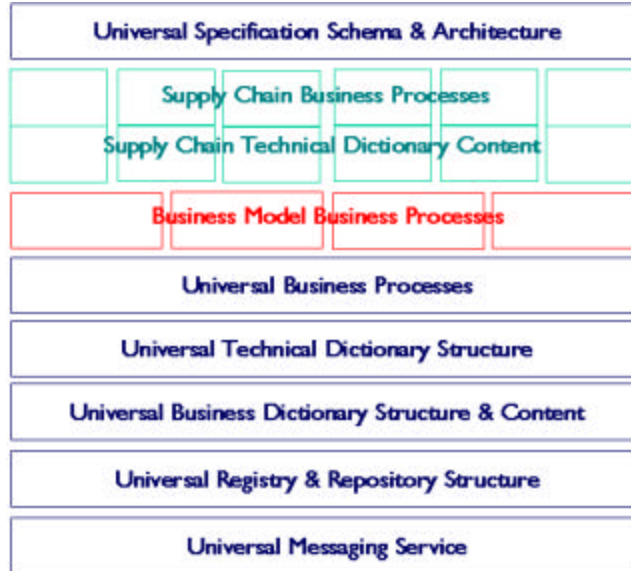 Universal Specification Schema & Architecture
Supply Chain Business Processes
Supply Chain Technical Dictionary Content
Business Model Business Processes
Universal Business Processes
Universal Technical Dictionary Structure
Universal Business Dictionary Structure & Content
Universal Registry & Repository Structure
Universal Messaging Service